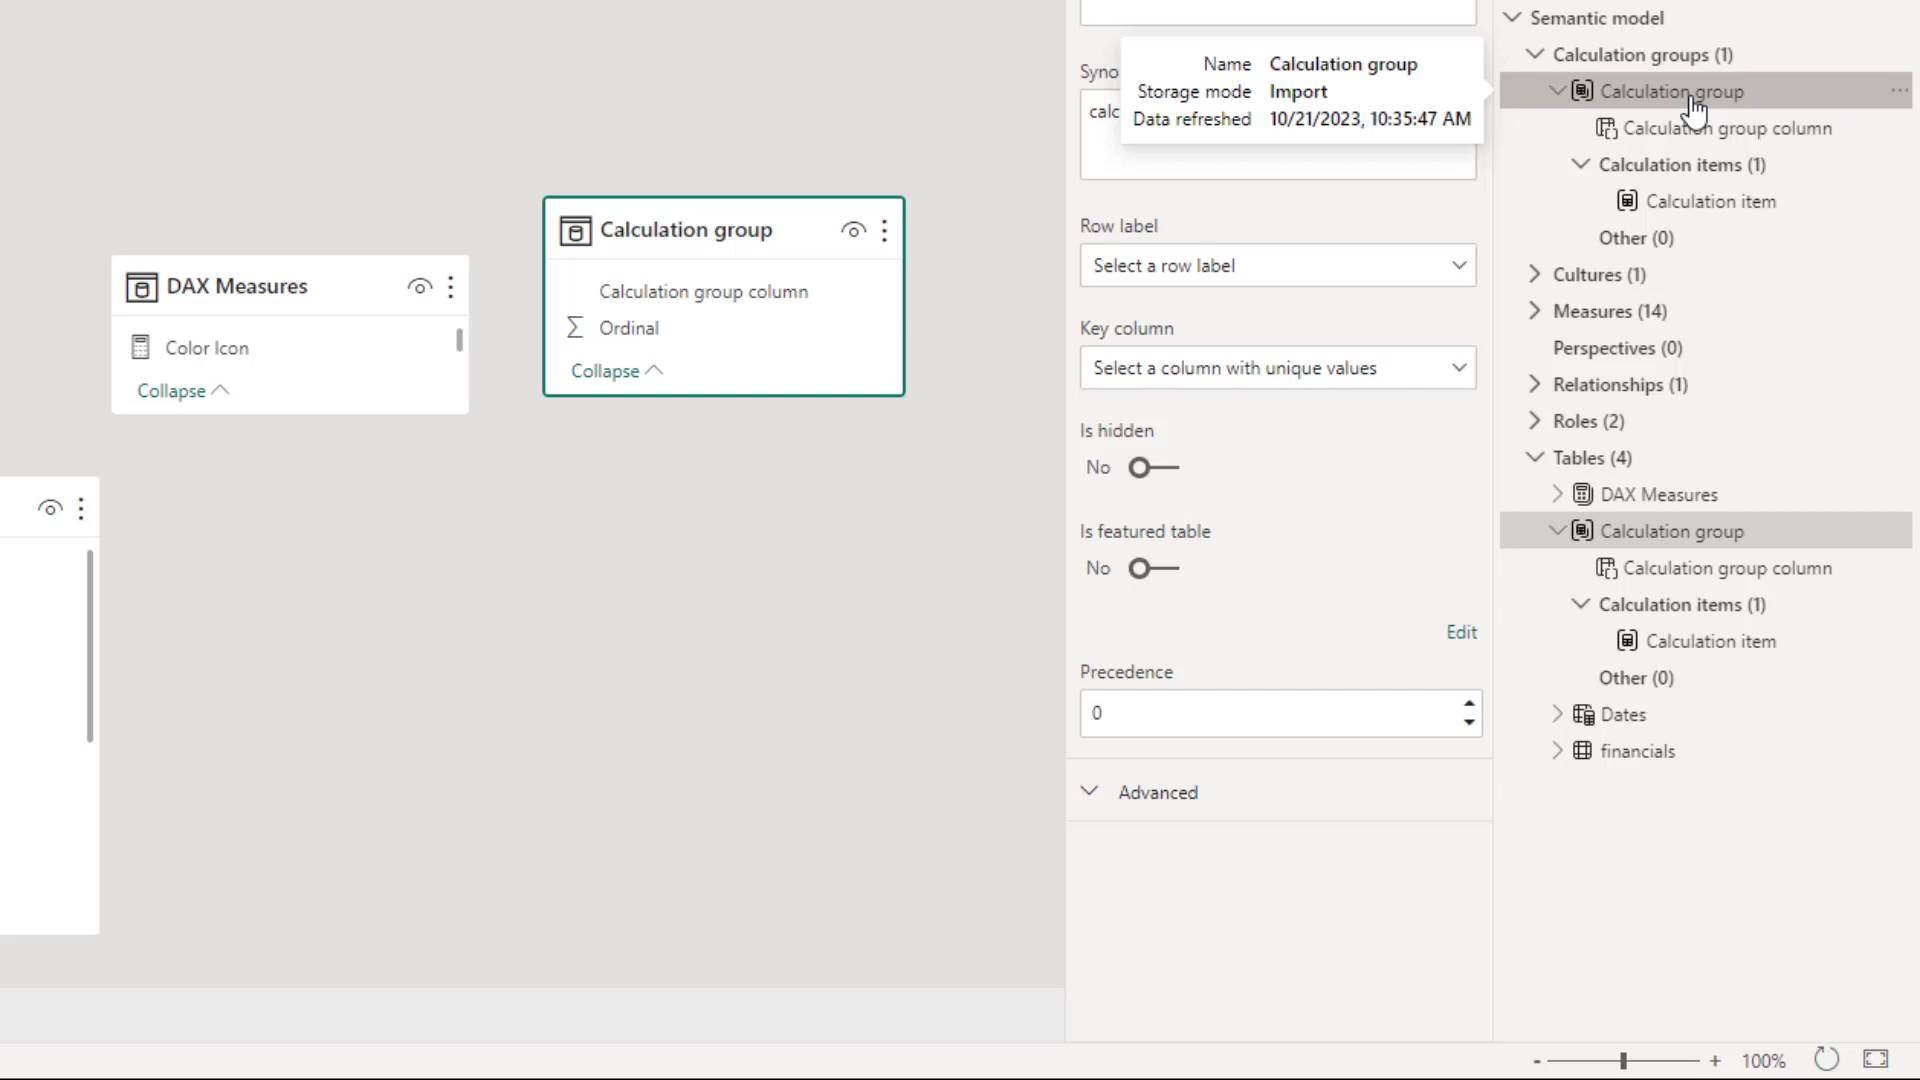 DAX Measures
Color Icon
Collapse
Calculation group
Calculation group column
Ordinal
Collapse
Syno
calc
Name Calculation group
Storage mode Import
Data refreshed 10/21/2023, 10:35:47 AM
Row label
Select a row label
Key column
Select a column with unique values
Is hidden
No
Is featured table
No
Edit
Precedence
0
Advanced
Semantic model
Calculation groups (1)
Calculation group
Calculation group column
Calculation items (1)
Calculation item
Other (0)
Cultures (1)
Measures (14)
Perspectives (0)
Relationships (1)
Roles (2)
Tables (4)
DAX Measures
Calculation group
Calculation group column
Calculation items (1)
Calculation item
Other (0)
Dates
financials
- + 100%